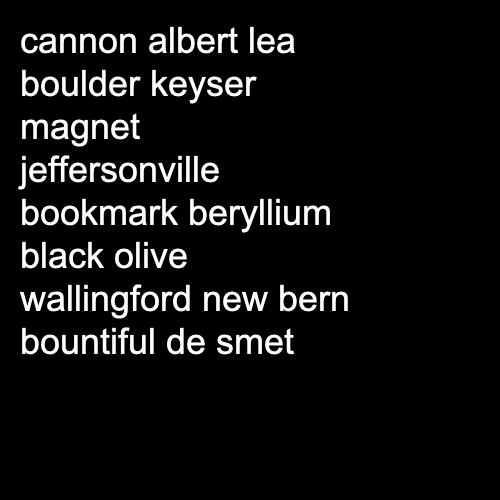 cannon albert lea
boulder keyser
magnet
jeffersonville
bookmark beryllium
black olive
wallingford new bern
bountiful de smet